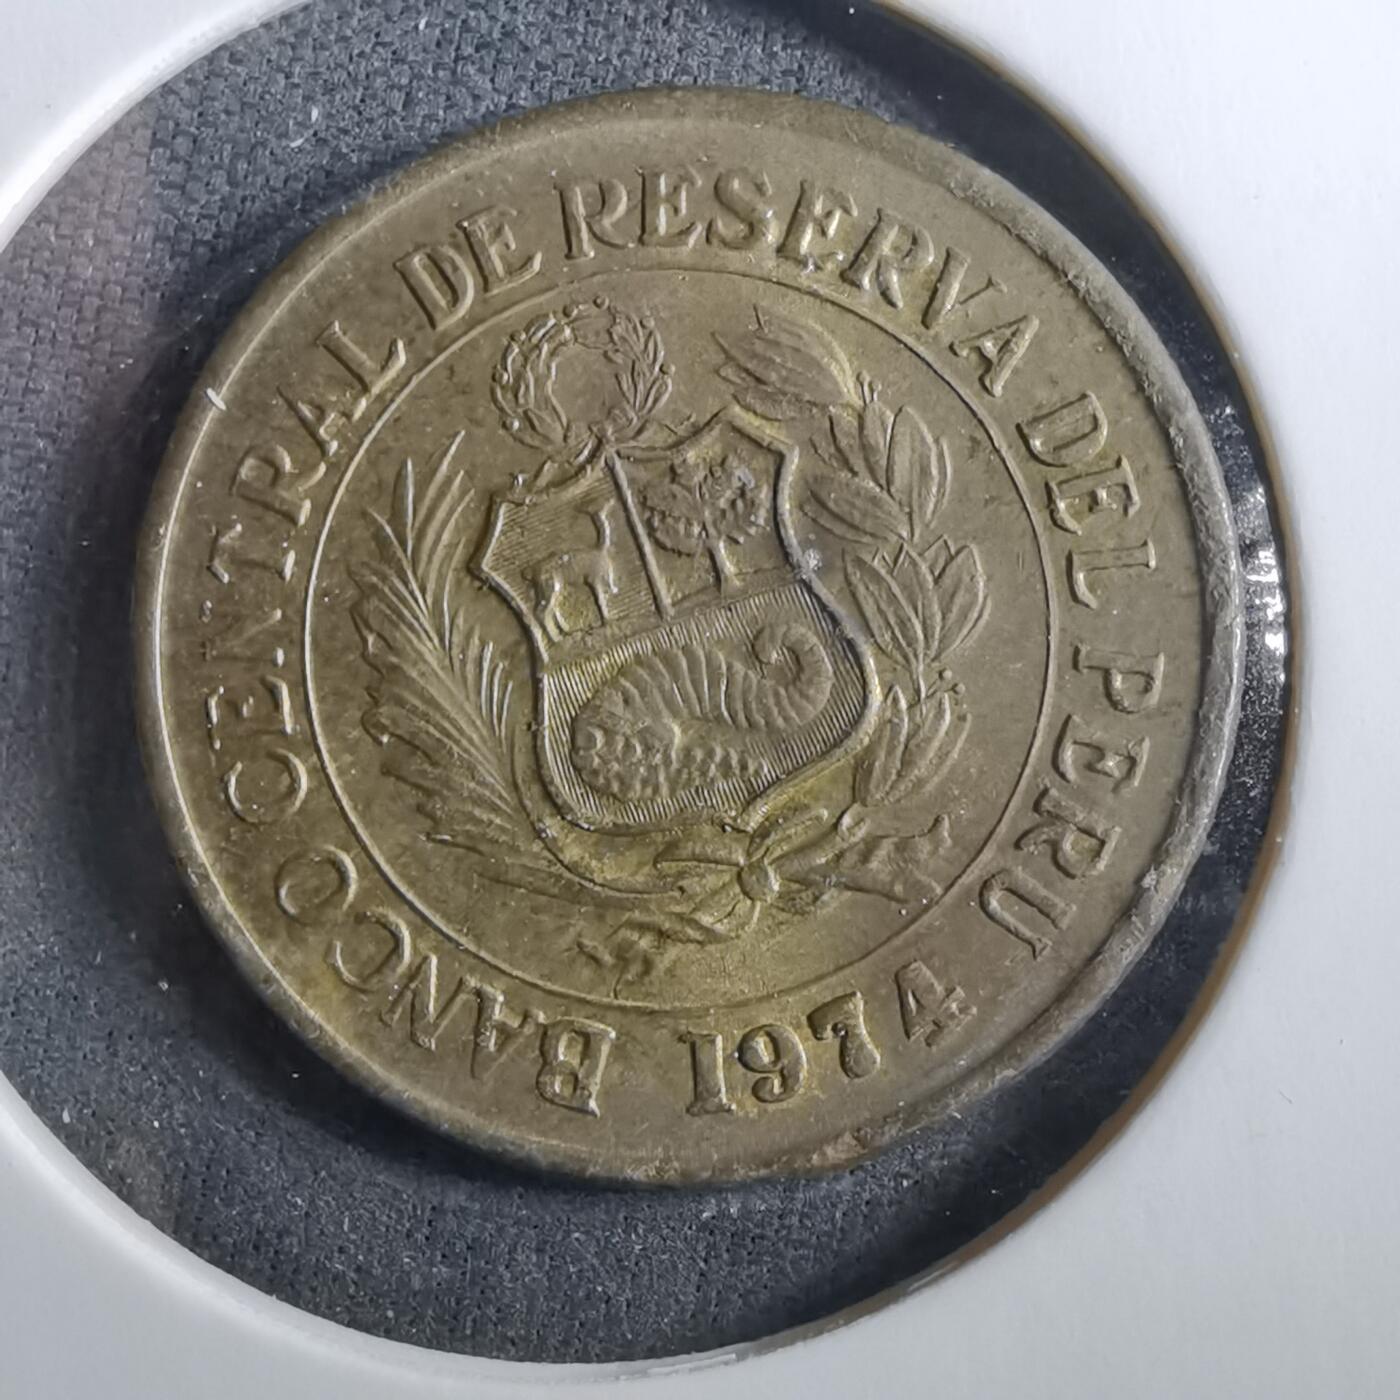 BANCO CENTRAL DE RESERVA DEL PERU
1974